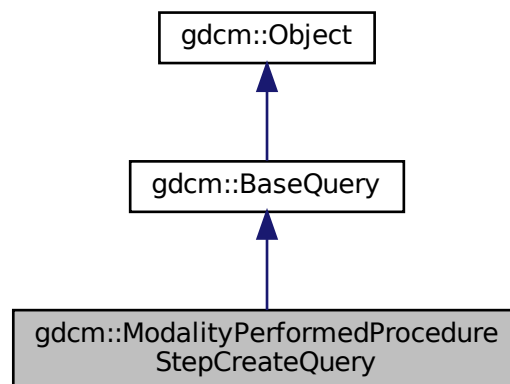 gdcm::Object
gdcm::BaseQuery
gdcm::ModalityPerformedProcedure
StepCreateQuery